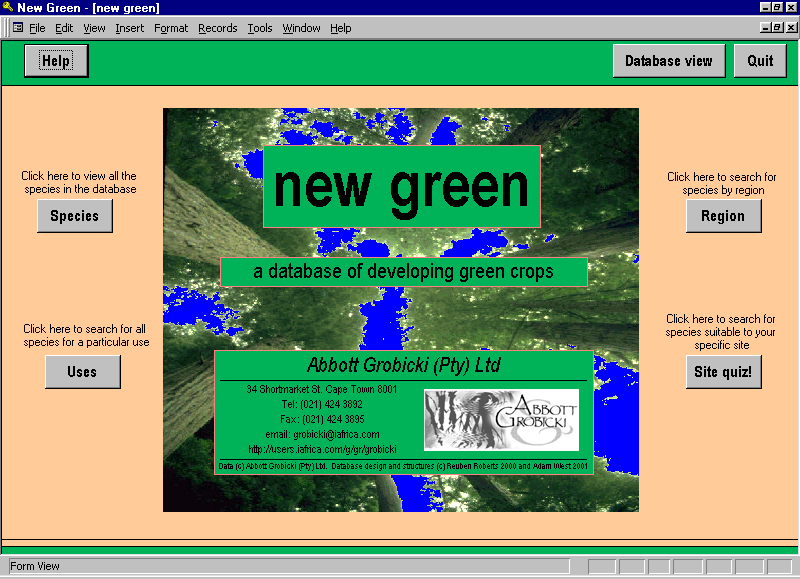 New Green - [new green]
File Edit View Insert Format Records Tools Window Help
Help
Database view
Quit
Click here to view all the
species in the database
Species
Click here to search for
species by region
Region
new green
a database of developing green crops
Click here to search for all
species for a particular use
Uses
Click here to search for
species suitable to your
specific site
Site quiz!
Abbott Grobicki (Pty) Ltd
34 Shortmarket St. Cape Town 8001
Tel: (021) 424 3892
Fax: (021) 424 3895
email: grobicki@iafrica.com
http://users.iafrica.com/g/gr/grobicki
ABBOTT
GROBICKI
Data (c) Abbott Grobicki (Pty) Ltd. Database design and structures (c) Reuben Roberts 2000 and Adam West 2001
Form View